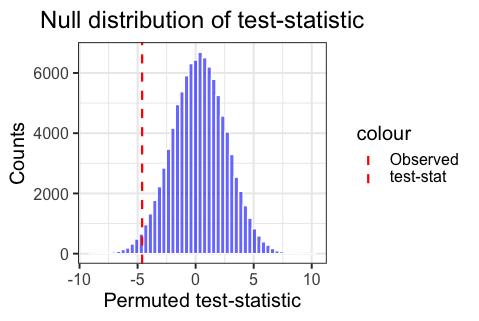 Null distribution of test-statistic
Counts
6000
4000
2000
0
-10
-5
0
5
10
Permuted test-statistic
colour
Observed
test-stat